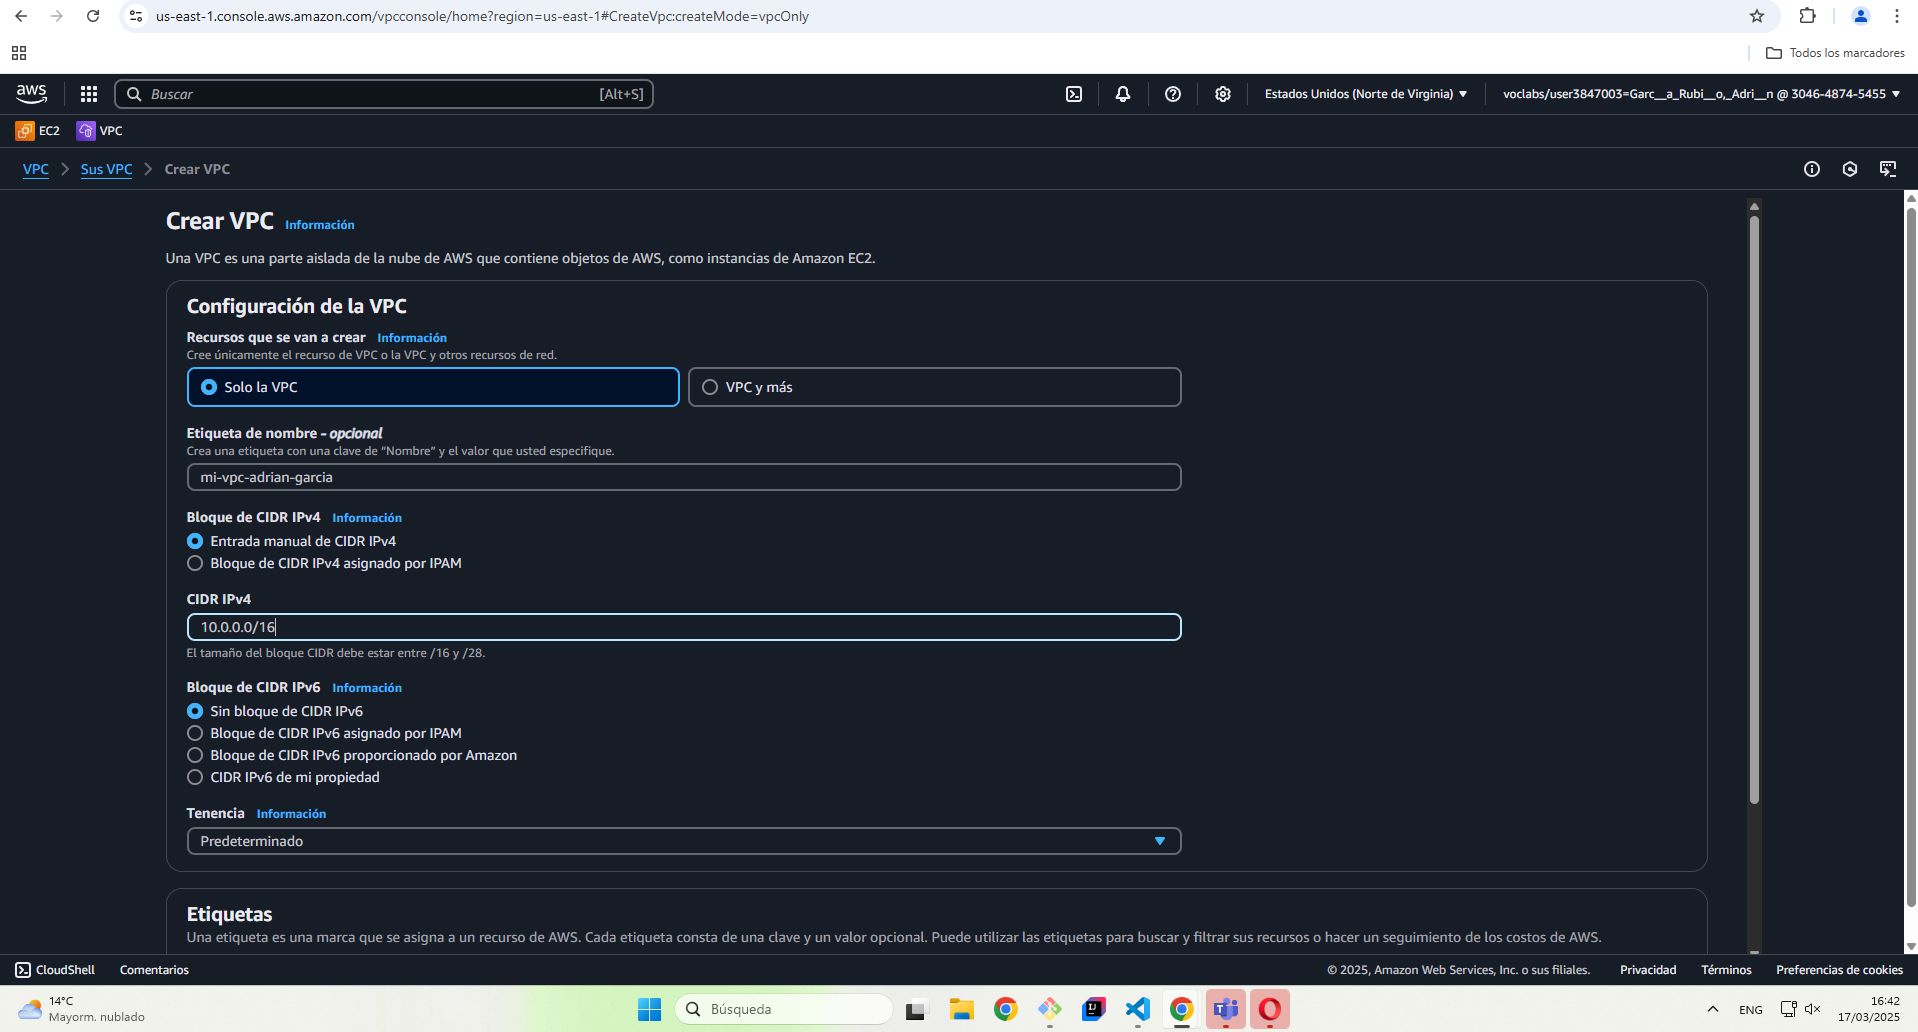 us-east-1.console.aws.amazon.com/vpcconsole/home?region=us-east-1#CreateVpc:createMode=vpcOnly
Todos los marcadores
aws
Buscar
[Alt+S]
Estados Unidos (Norte de Virginia)
voclabs/user3847003=Garc__a_Rubi__o,_Adri__n @ 3046-4874-5455
EC2
VPC
VPC
Sus VPC
Crear VPC
Crear VPC
Información
Una VPC es una parte aislada de la nube de AWS que contiene objetos de AWS, como instancias de Amazon EC2.
Configuración de la VPC
Recursos que se van a crear
Información
Cree únicamente el recurso de VPC o la VPC y otros recursos de red.
Solo la VPC
VPC y más
Etiqueta de nombre - opcional
Crea una etiqueta con una clave de "Nombre" y el valor que usted especifique.
mi-vpc-adrian-garcia
Bloque de CIDR IPv4
Información
Entrada manual de CIDR IPv4
Bloque de CIDR IPv4 asignado por IPAM
CIDR IPv4
10.0.0.0/16
El tamaño del bloque CIDR debe estar entre /16 y /28.
Bloque de CIDR IPv6
Información
Sin bloque de CIDR IPv6
Bloque de CIDR IPv6 asignado por IPAM
Bloque de CIDR IPv6 proporcionado por Amazon
CIDR IPv6 de mi propiedad
Tenencia
Información
Predeterminado
Etiquetas
Una etiqueta es una marca que se asigna a un recurso de AWS. Cada etiqueta consta de una clave y un valor opcional. Puede utilizar las etiquetas para buscar y filtrar sus recursos o hacer un seguimiento de los costos de AWS.
CloudShell
Comentarios
© 2025, Amazon Web Services, Inc. o sus filiales.
Privacidad
Términos
Preferencias de cookies
14°C
Mayorm. nublado
Búsqueda
ENG
16:42
17/03/2025